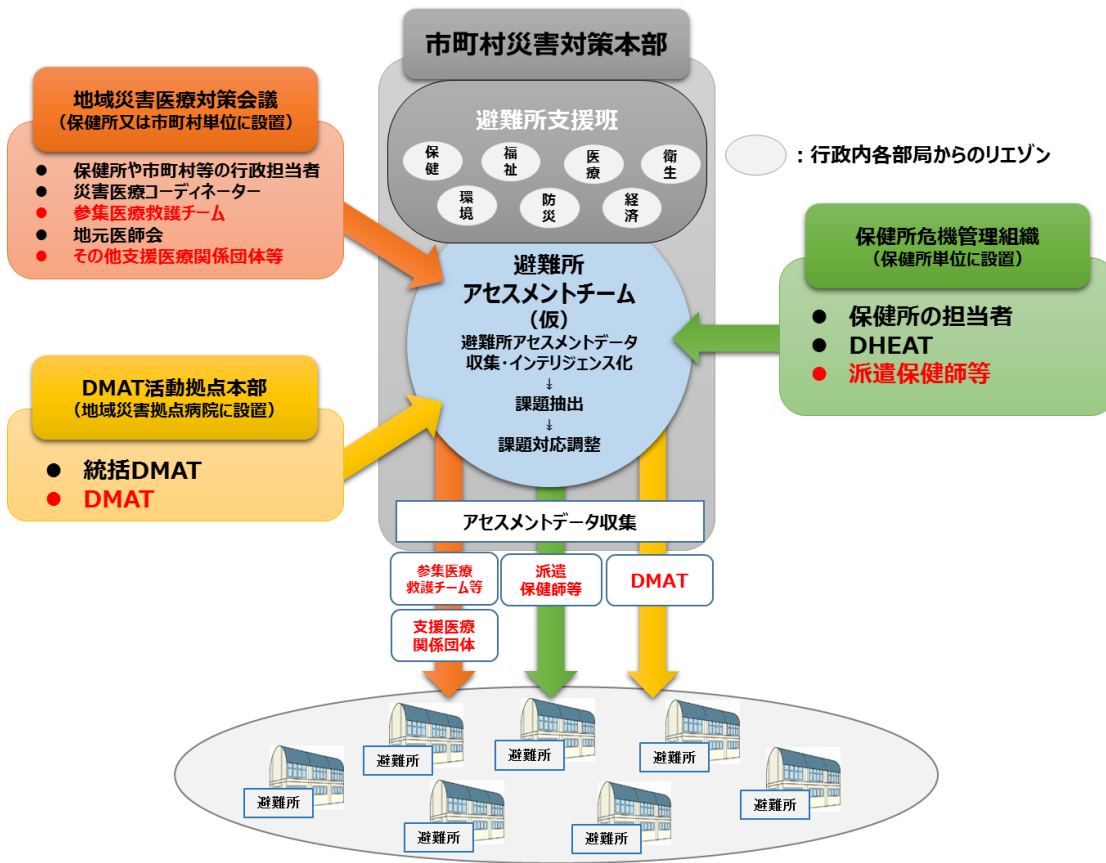 市町村災害対策本部
地域災害医療対策会議
（保健所又は市町村単位に設置）
● 保健所や市町村等の行政担当者
● 災害医療コーディネーター
● 参集医療救護チーム
● 地元医師会
● その他支援医療関係団体等
避難所支援班
保健
福祉
医療
衛生
環境
防災
経済
：行政内各部局からのリエゾン
保健所危機管理組織
（保健所単位に設置）
● 保健所の担当者
● DHEAT
● 派遣保健師等
避難所
アセスメントチーム
（仮）
避難所アセスメントデータ
収集・インテリジェンス化
↓
課題抽出
↓
課題対応調整
DMAT活動拠点本部
（地域災害拠点病院に設置）
● 統括DMAT
● DMAT
アセスメントデータ収集
参集医療
救護チーム等
派遣
保健師等
DMAT
支援医療
関係団体
避難所
避難所
避難所
避難所
避難所
避難所
避難所